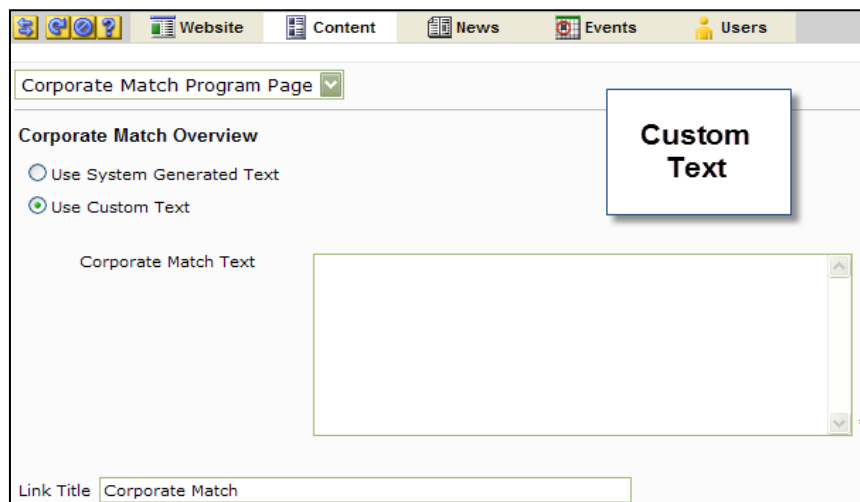 Website Content News Events Users
Corporate Match Program Page
Custom
Text
Corporate Match Overview
Use System Generated Text
Use Custom Text
Corporate Match Text
Link Title Corporate Match